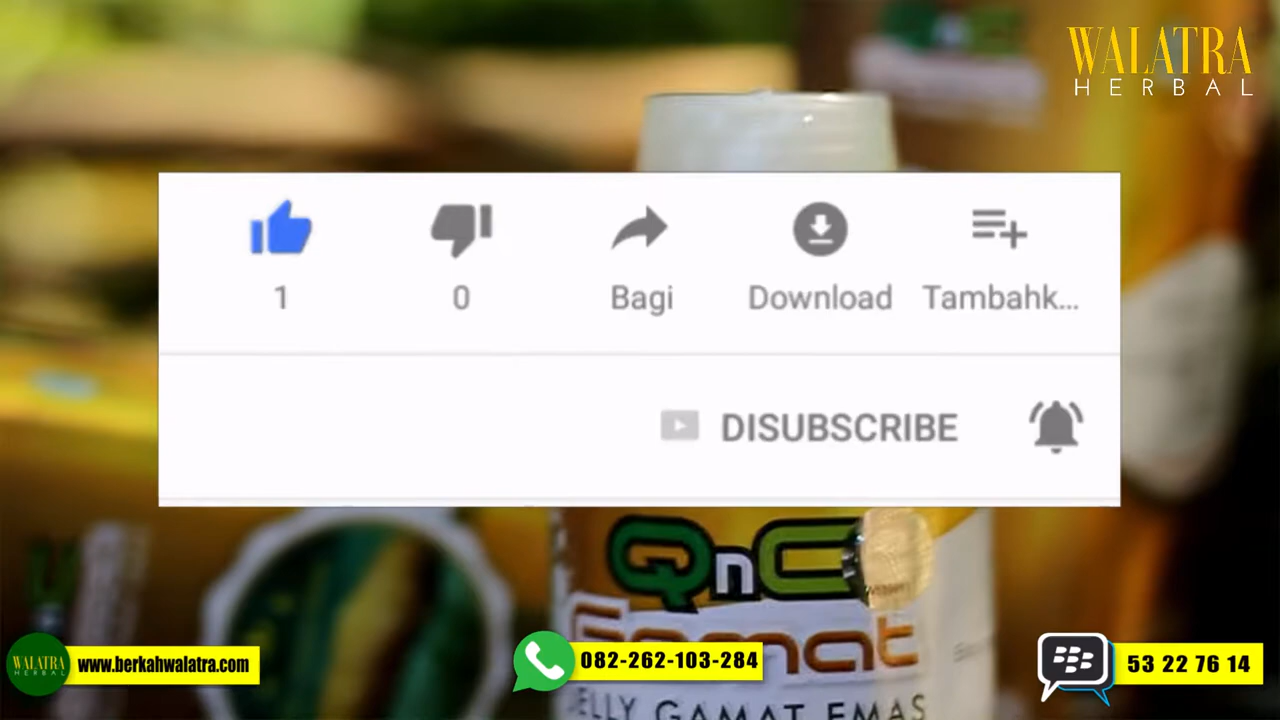 WALATRA
HERBAL
1
0
Bagi
Download
Tambahk...
DISUBSCRIBE
QnC
Gamat
JELLY GAMAT EMAS
WALATRA
HERBAL
www.berkahwalatra.com
082-262-103-284
53 22 76 14